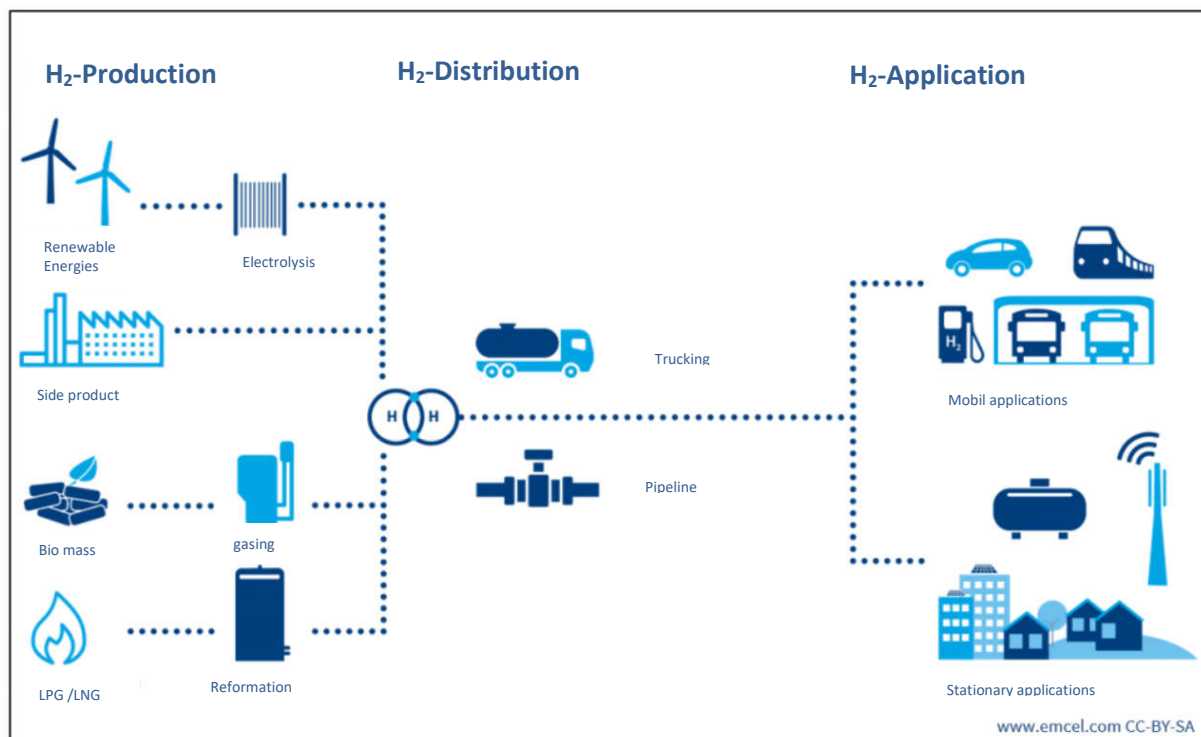 H₂-Production
H₂-Distribution
H₂-Application
Renewable
Energies
Electrolysis
Side product
Trucking
H H
H₂
Mobil applications
Pipeline
Bio mass
gasing
LPG /LNG
Reformation
Stationary applications
www.emcel.com CC-BY-SA